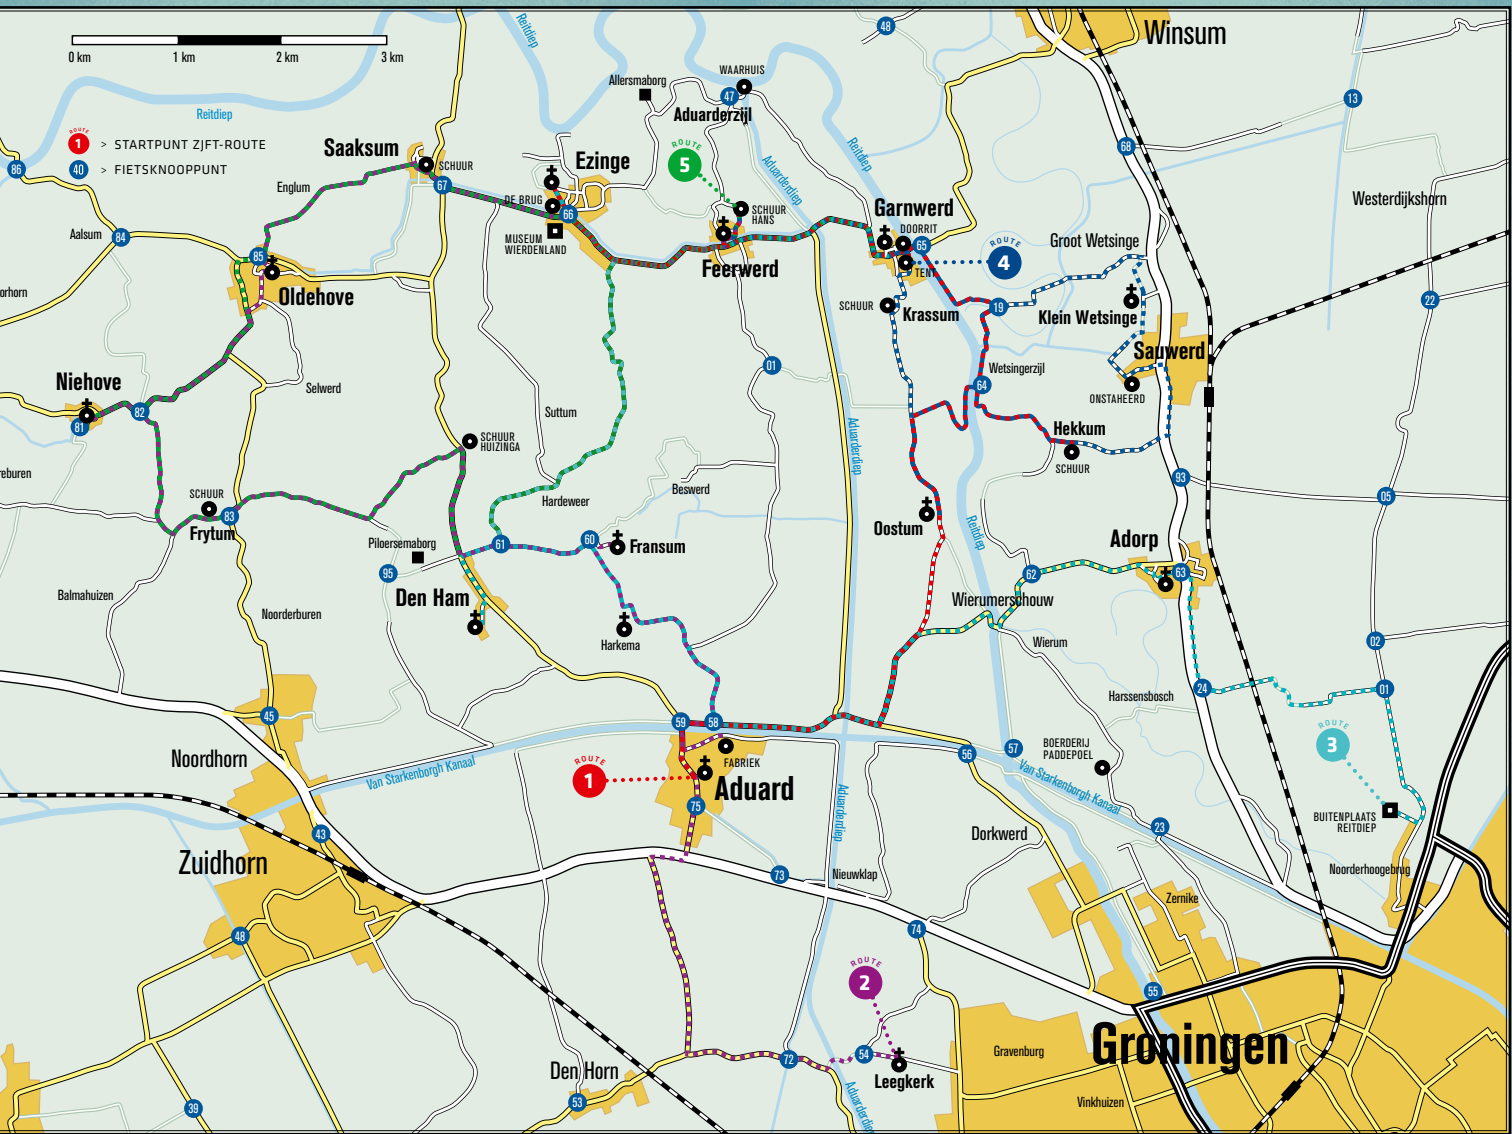 Winsum
48
Reitdiep
0 km
1 km
2 km
3 km
WAARHUIS
Allersmaborg
47
Aduarderzijl
13
Reitdiep
ROUTE
1
> STARTPUNT ZJFT-ROUTE
40
> FIETSKNOOPPUNT
86
Saaksum
SCHUUR
67
Englum
ROUTE
5
Ezinge
DE BRUG
66
MUSEUM
WIERDENLAND
Aduarderdiep
Reitdiep
68
Westerdijkshorn
SCHUUR
HANS
Feerwerd
Garnwerd
DOORRIT
65
TENT
ROUTE
4
Groot Wetsinge
Aalsum
84
85
Oldehove
orhorn
SCHUUR
Krassum
19
Klein Wetsinge
22
Sauwerd
Niehove
82
81
Selwerd
01
Wetsingerzijl
64
ONSTAHEERD
Suttum
SCHUUR
HUIZINGA
Aduarderdiep
Hekkum
SCHUUR
reburen
93
05
SCHUUR
Frytum
83
Hardeweer
Beswerd
Oostum
Reitdiep
Piloersemaborg
61
60
Fransum
Adorp
63
95
62
Balmahuizen
Noorderburen
Den Ham
Wierumerschouw
Harkema
Wierum
02
Harssensbosch
24
01
45
59
58
ROUTE
3
Noordhorn
Van Starkenborgh Kanaal
FABRIEK
ROUTE
1
Aduard
75
56
57
BOERDERIJ
PADDEPOEL
Van Starkenborgh Kanaal
BUITENPLAATS
REITDIEP
Aduarderdiep
23
43
Dorkwerd
Zuidhorn
73
Nieuwklap
Noorderhoogebrug
Zernike
48
74
ROUTE
2
55
Groningen
Gravenburg
72
54
Leegkerk
Den Horn
53
39
Aduarderdiep
Vinkhuizen